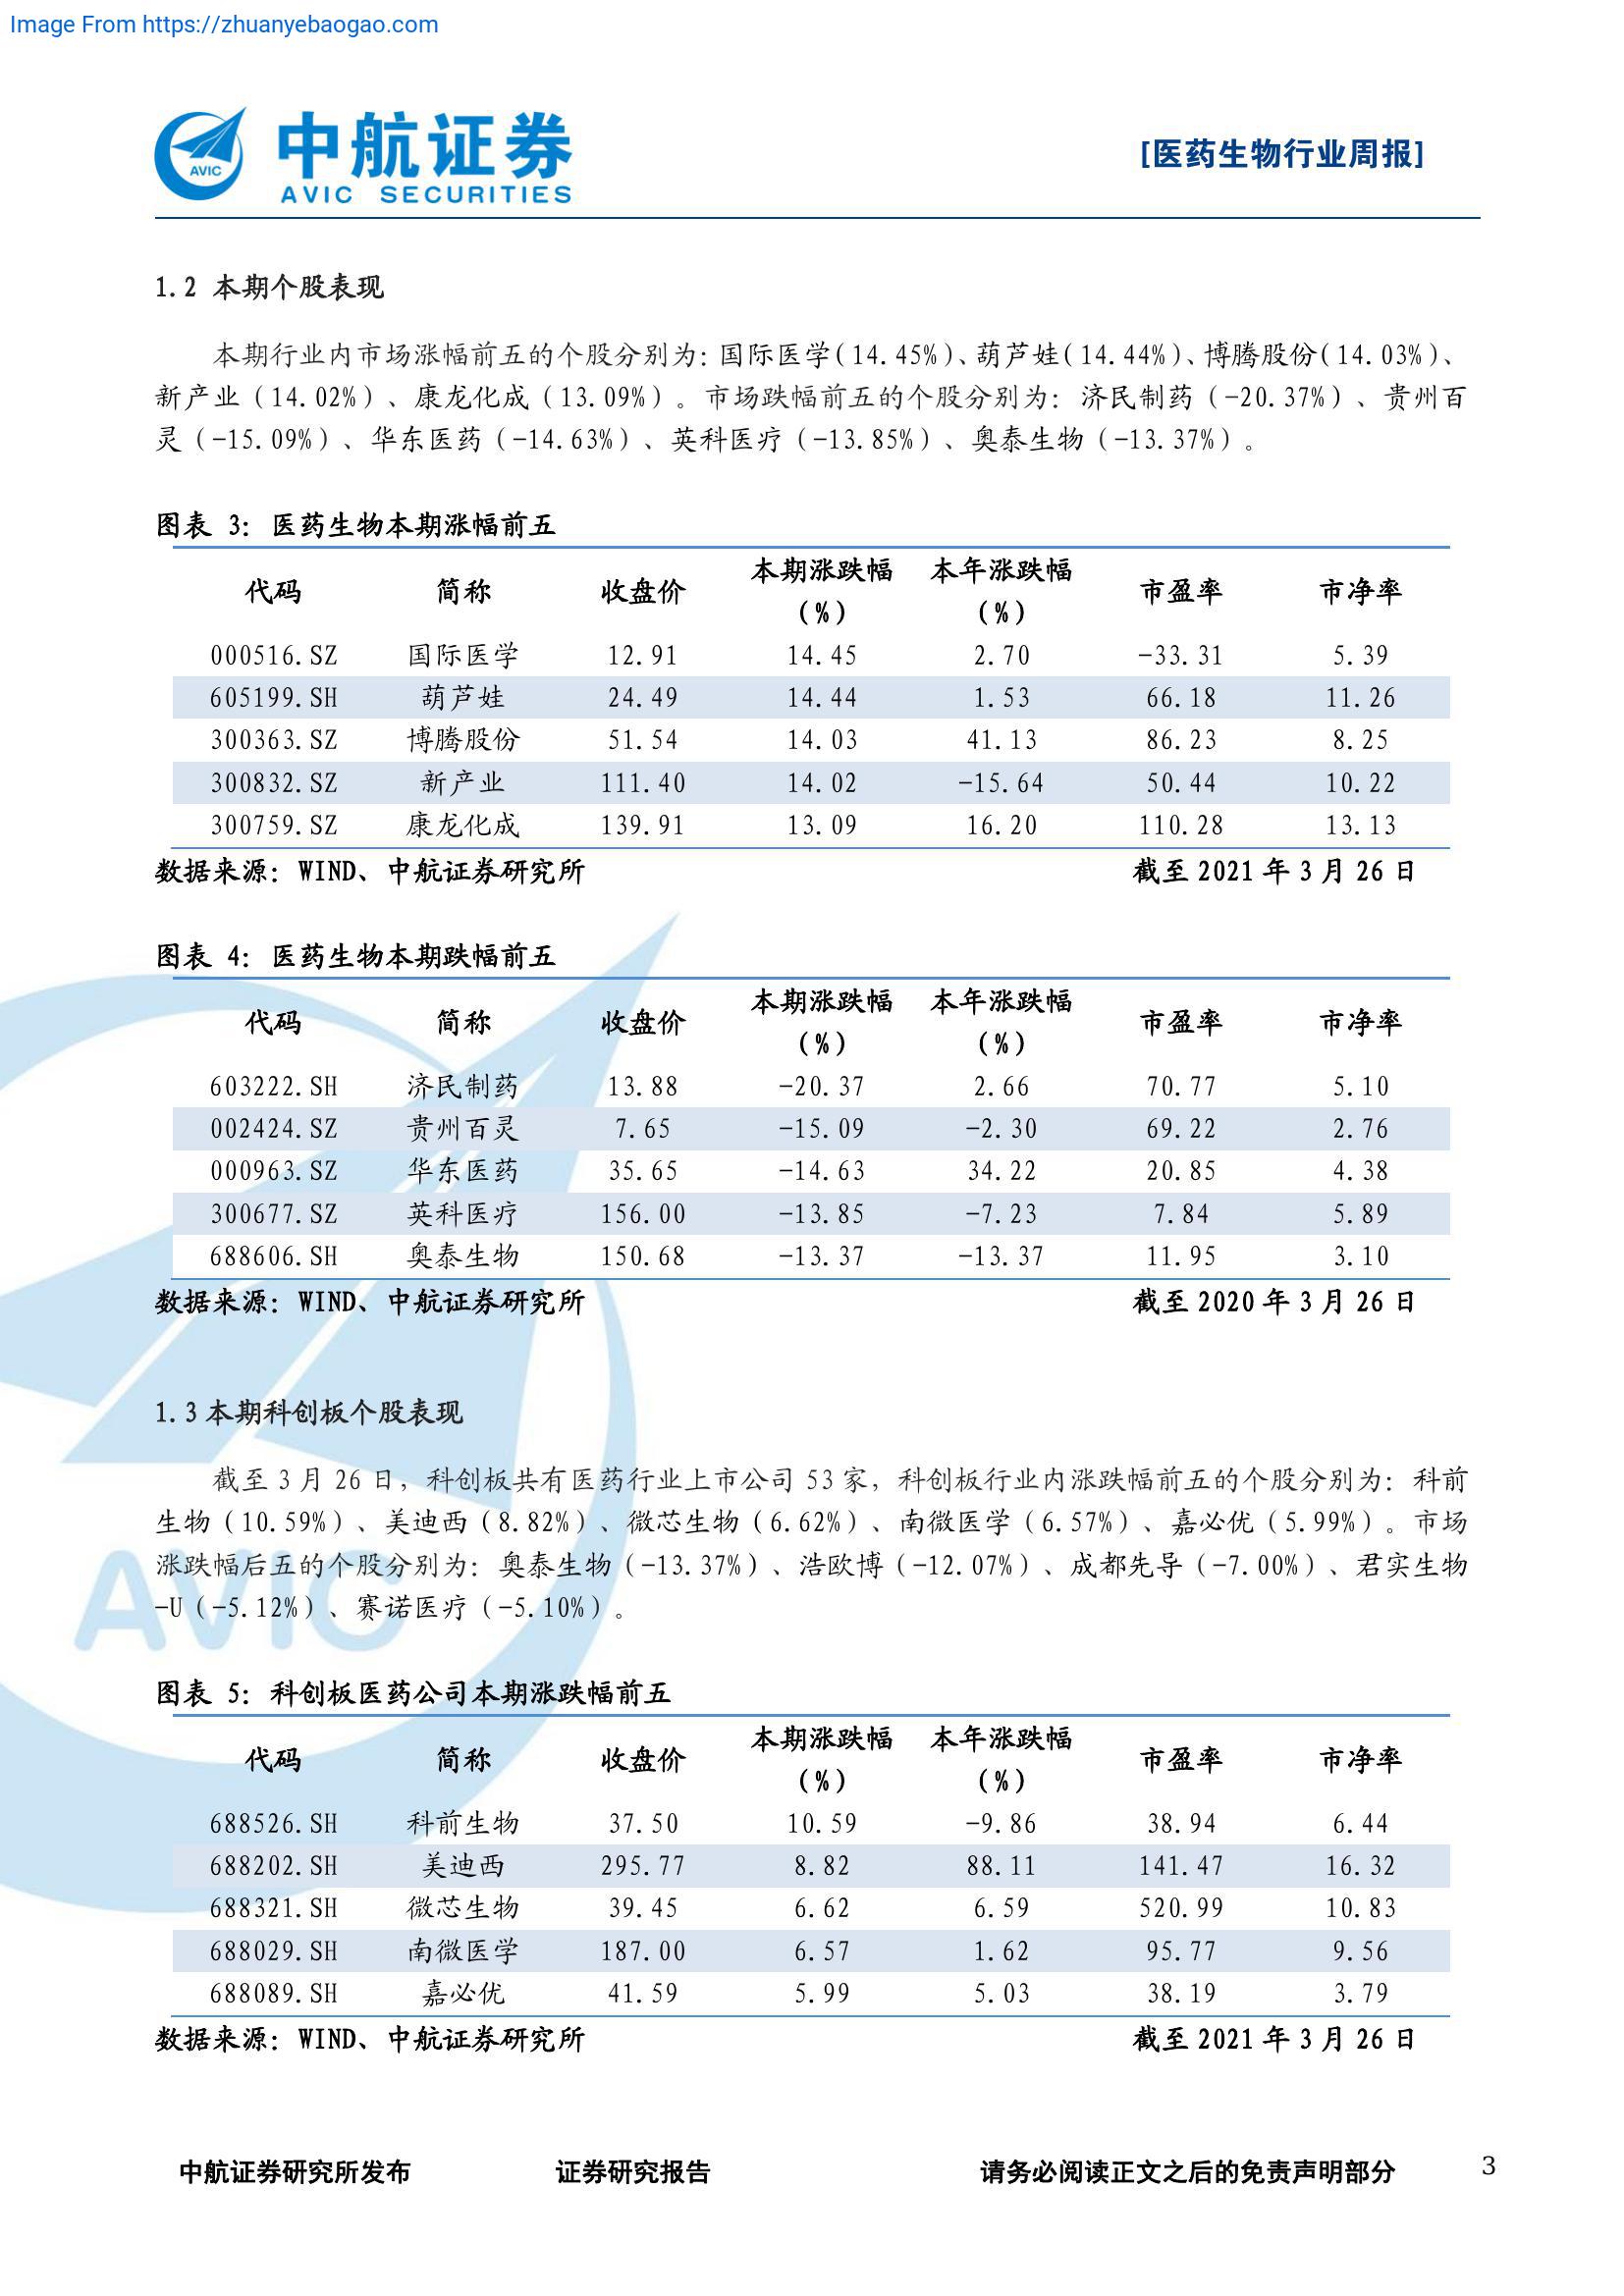 Image From https://zhuanyebaogao.com
AVIC
中航证券
AVIC SECURITIES
[医药生物行业周报]
1.2 本期个股表现
本期行业内市场涨幅前五的个股分别为:国际医学(14.45%)、葫芦娃(14.44%)、博腾股份(14.03%)、
新产业(14.02%)、康龙化成(13.09%)。市场跌幅前五的个股分别为:济民制药(-20.37%)、贵州百
灵(-15.09%)、华东医药(-14.63%)、英科医疗(-13.85%)、奥泰生物(-13.37%)。
图表 3: 医药生物本期涨幅前五
代码 简称 收盘价 本期涨跌幅(%) 本年涨跌幅(%) 市盈率 市净率
000516.SZ 国际医学 12.91 14.45 2.70 -33.31 5.39
605199.SH 葫芦娃 24.49 14.44 1.53 66.18 11.26
300363.SZ 博腾股份 51.54 14.03 41.13 86.23 8.25
300832.SZ 新产业 111.40 14.02 -15.64 50.44 10.22
300759.SZ 康龙化成 139.91 13.09 16.20 110.28 13.13
数据来源:WIND、中航证券研究所 截至 2021 年 3 月 26 日
图表 4: 医药生物本期跌幅前五
代码 简称 收盘价 本期涨跌幅(%) 本年涨跌幅(%) 市盈率 市净率
603222.SH 济民制药 13.88 -20.37 2.66 70.77 5.10
002424.SZ 贵州百灵 7.65 -15.09 -2.30 69.22 2.76
000963.SZ 华东医药 35.65 -14.63 34.22 20.85 4.38
300677.SZ 英科医疗 156.00 -13.85 -7.23 7.84 5.89
688606.SH 奥泰生物 150.68 -13.37 -13.37 11.95 3.10
数据来源:WIND、中航证券研究所 截至 2020 年 3 月 26 日
1.3 本期科创板个股表现
截至 3 月 26 日,科创板共有医药行业上市公司 53 家,科创板行业内涨跌幅前五的个股分别为:科前
生物(10.59%)、美迪西(8.82%)、微芯生物(6.62%)、南微医学(6.57%)、嘉必优(5.99%)。市场
涨跌幅后五的个股分别为:奥泰生物(-13.37%)、浩欧博(-12.07%)、成都先导(-7.00%)、君实生物
-U(-5.12%)、赛诺医疗(-5.10%)。
AVIC
图表 5: 科创板医药公司本期涨跌幅前五
代码 简称 收盘价 本期涨跌幅(%) 本年涨跌幅(%) 市盈率 市净率
688526.SH 科前生物 37.50 10.59 -9.86 38.94 6.44
688202.SH 美迪西 295.77 8.82 88.11 141.47 16.32
688321.SH 微芯生物 39.45 6.62 6.59 520.99 10.83
688029.SH 南微医学 187.00 6.57 1.62 95.77 9.56
688089.SH 嘉必优 41.59 5.99 5.03 38.19 3.79
数据来源:WIND、中航证券研究所 截至 2021 年 3 月 26 日
中航证券研究所发布 证券研究报告 请务必阅读正文之后的免责声明部分 3